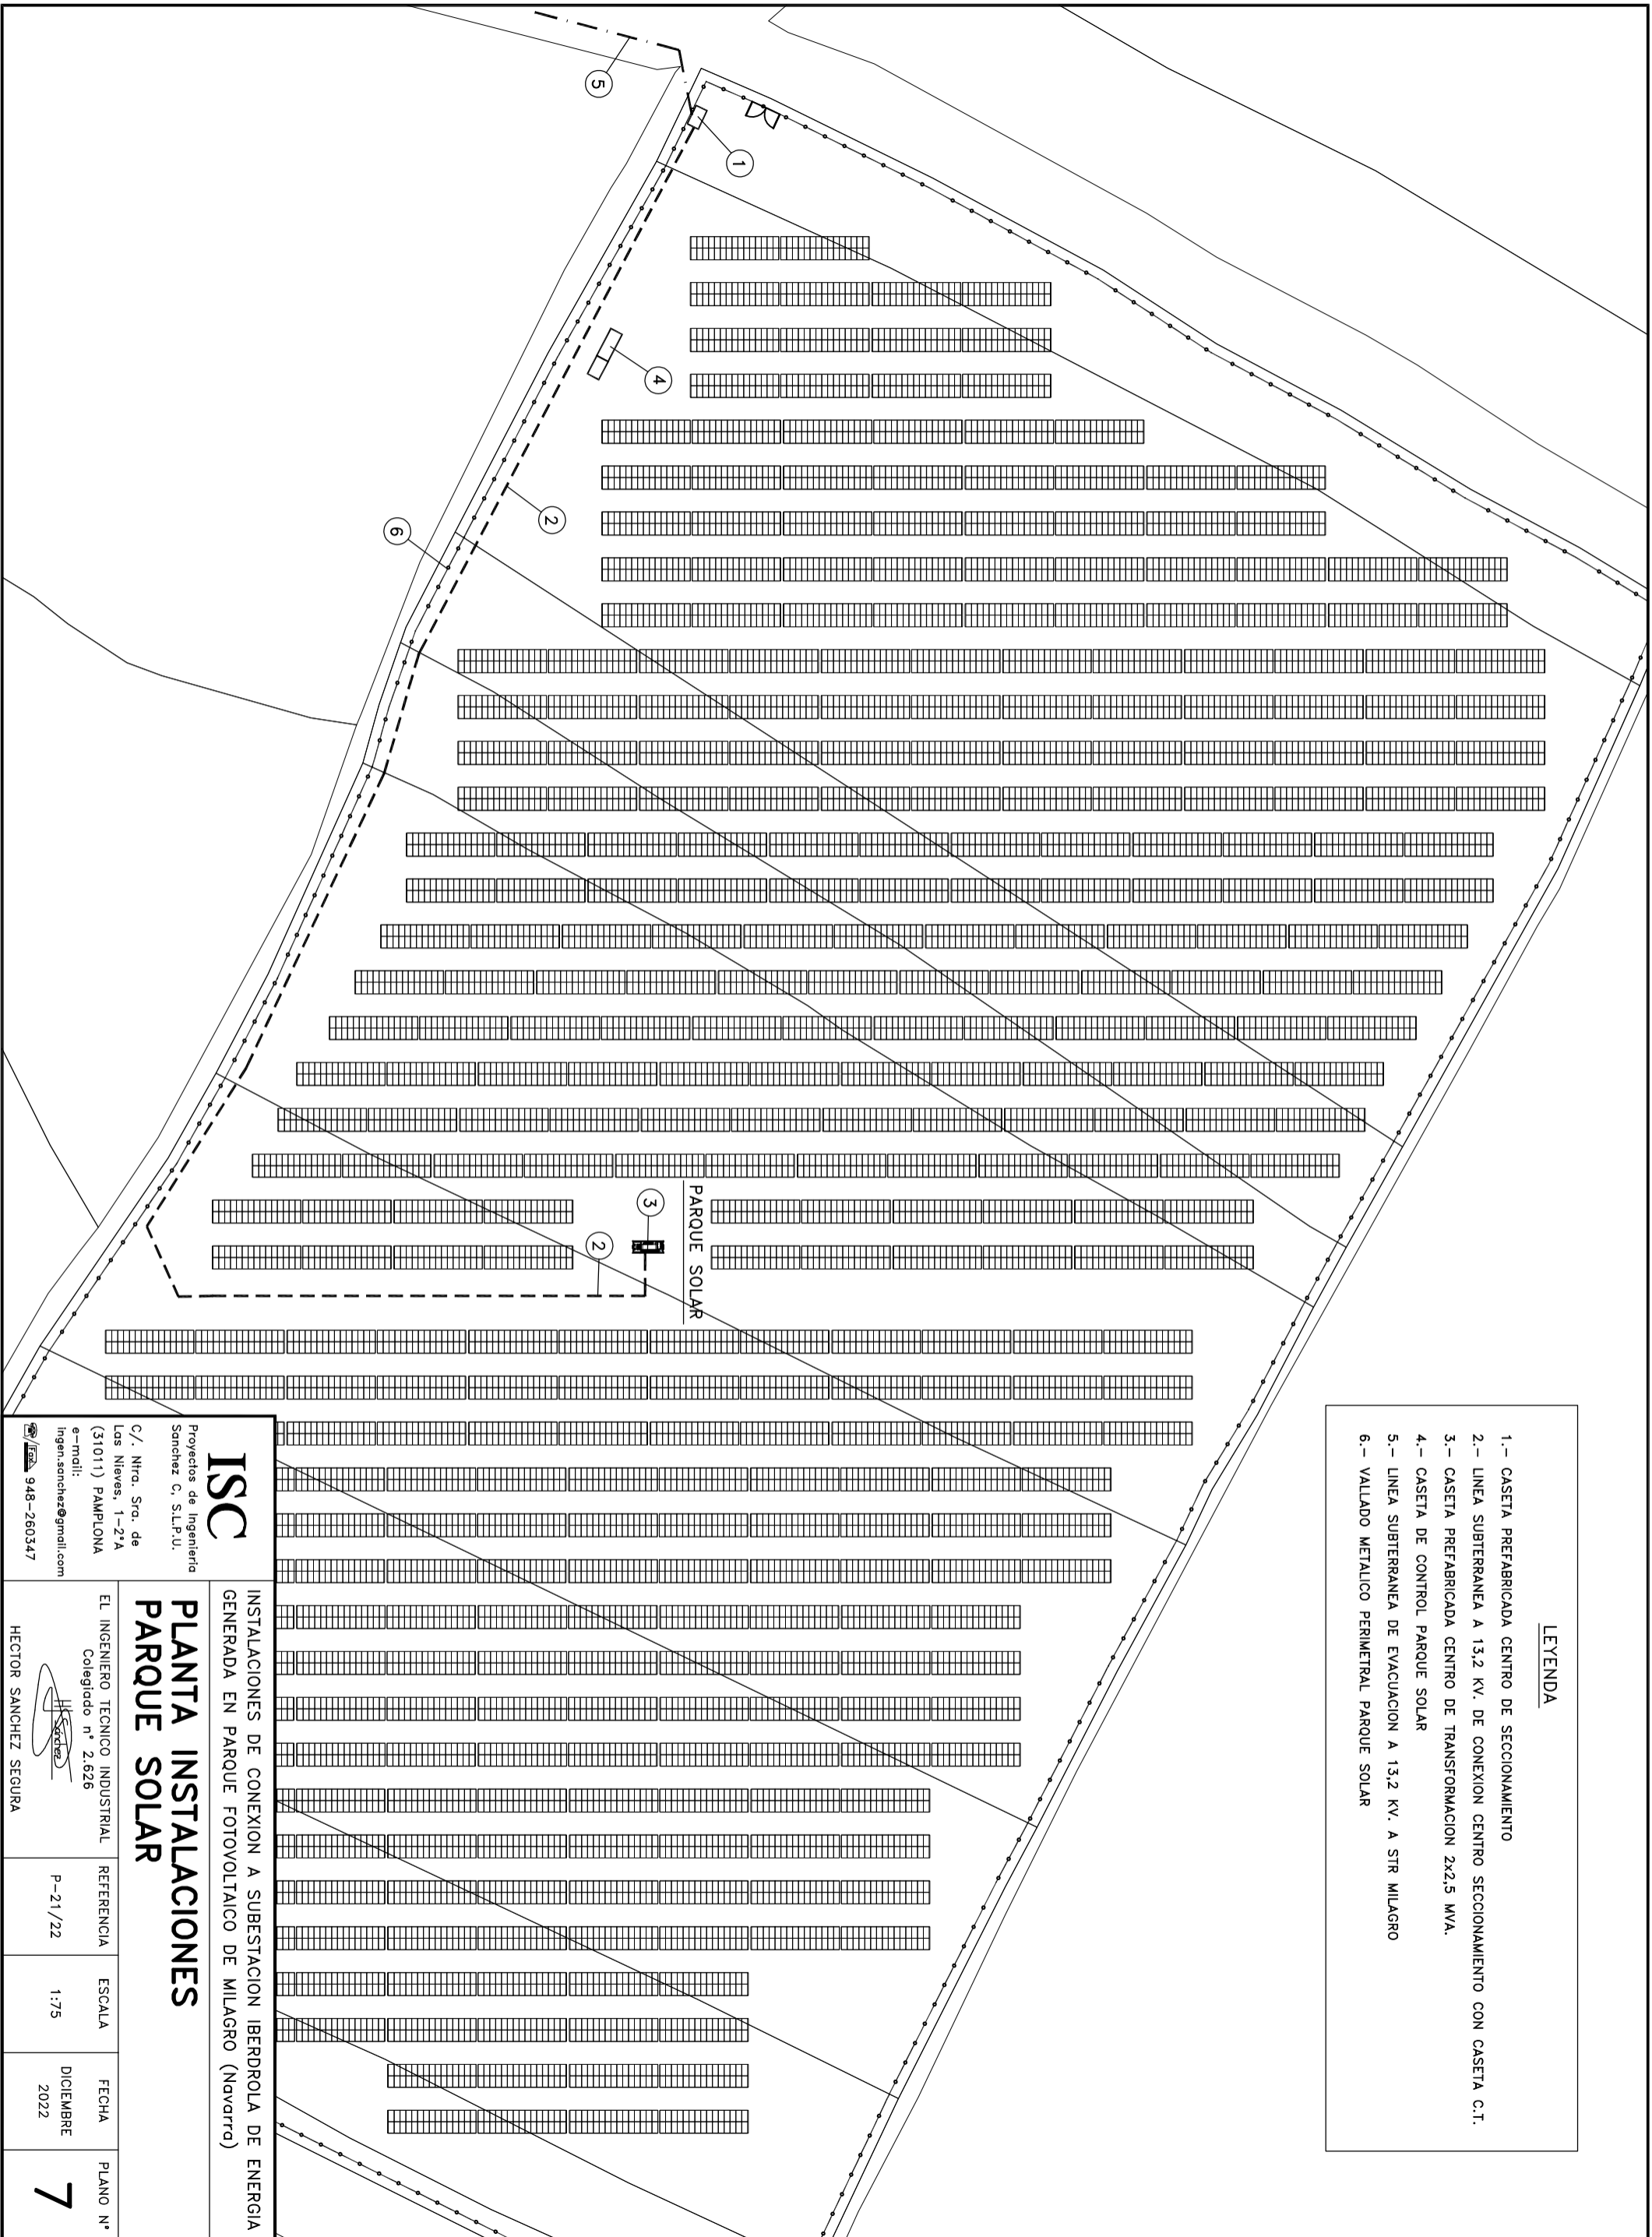 LEYENDA
1.- CASETA PREFABRICADA CENTRO DE SECCIONAMIENTO
2.- LINEA SUBTERRANEA A 13,2 KV. DE CONEXION CENTRO SECCIONAMIENTO CON CASETA C.T.
3.- CASETA PREFABRICADA CENTRO DE TRANSFORMACION 2x2,5 MVA.
4.- CASETA DE CONTROL PARQUE SOLAR
5.- LINEA SUBTERRANEA DE EVACUACION A 13,2 KV. A STR MILAGRO
6.- VALLADO METALICO PERIMETRAL PARQUE SOLAR
5
1
4
2
6
3
2
PARQUE SOLAR
ISC
Proyectos de Ingenieria
Sanchez C, S.L.P.U.
C/. Ntra. Sra. de
Las Nieves, 1-2ºA
(31011) PAMPLONA
e-mail:
ingen.sanchez@gmail.com
/Fax. 948-260347
INSTALACIONES DE CONEXION A SUBESTACION IBERDROLA DE ENERGIA
GENERADA EN PARQUE FOTOVOLTAICO DE MILAGRO (Navarra)
PLANTA INSTALACIONES
PARQUE SOLAR
EL INGENIERO TECNICO INDUSTRIAL
Colegiado nº 2.626
H.Sánchez
HECTOR SANCHEZ SEGURA
REFERENCIA
P-21/22
ESCALA
1:75
FECHA
DICIEMBRE
2022
PLANO Nº
7